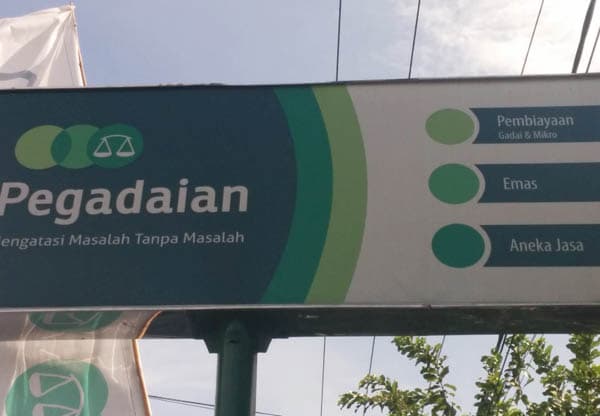 Pegadaian
engatasi Masalah Tanpa Masalah
Pembiayaan
Gadai & Mikro
Emas
Aneka Jasa